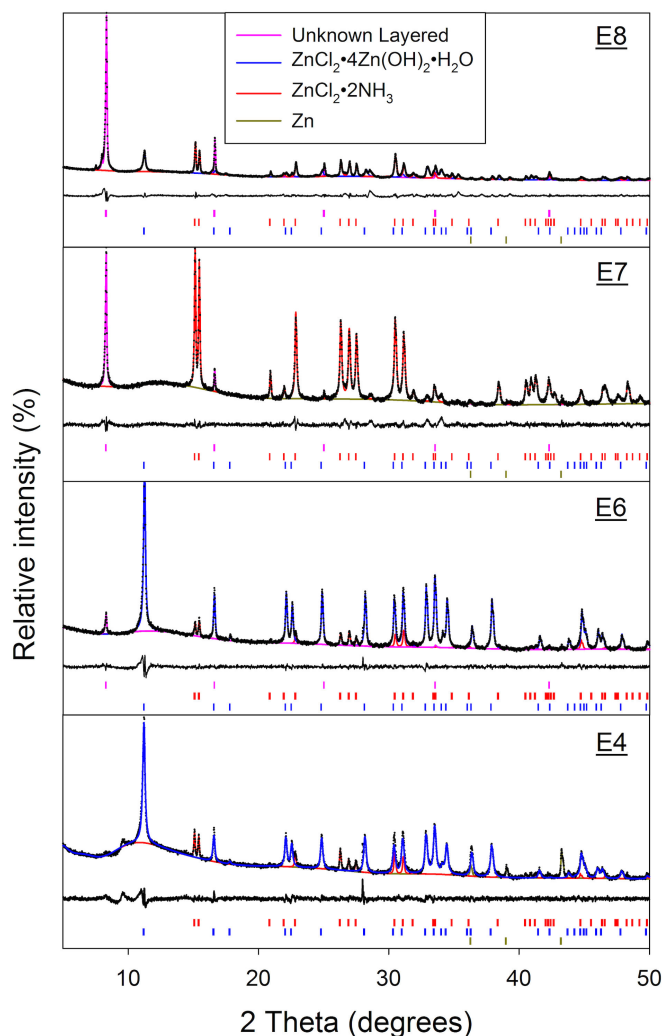 E8
Unknown Layered
ZnCl₂•4Zn(OH)₂•H₂O
ZnCl₂•2NH₃
Zn
E7
E6
E4
Relative intensity (%)
10 20 30 40 50
2 Theta (degrees)